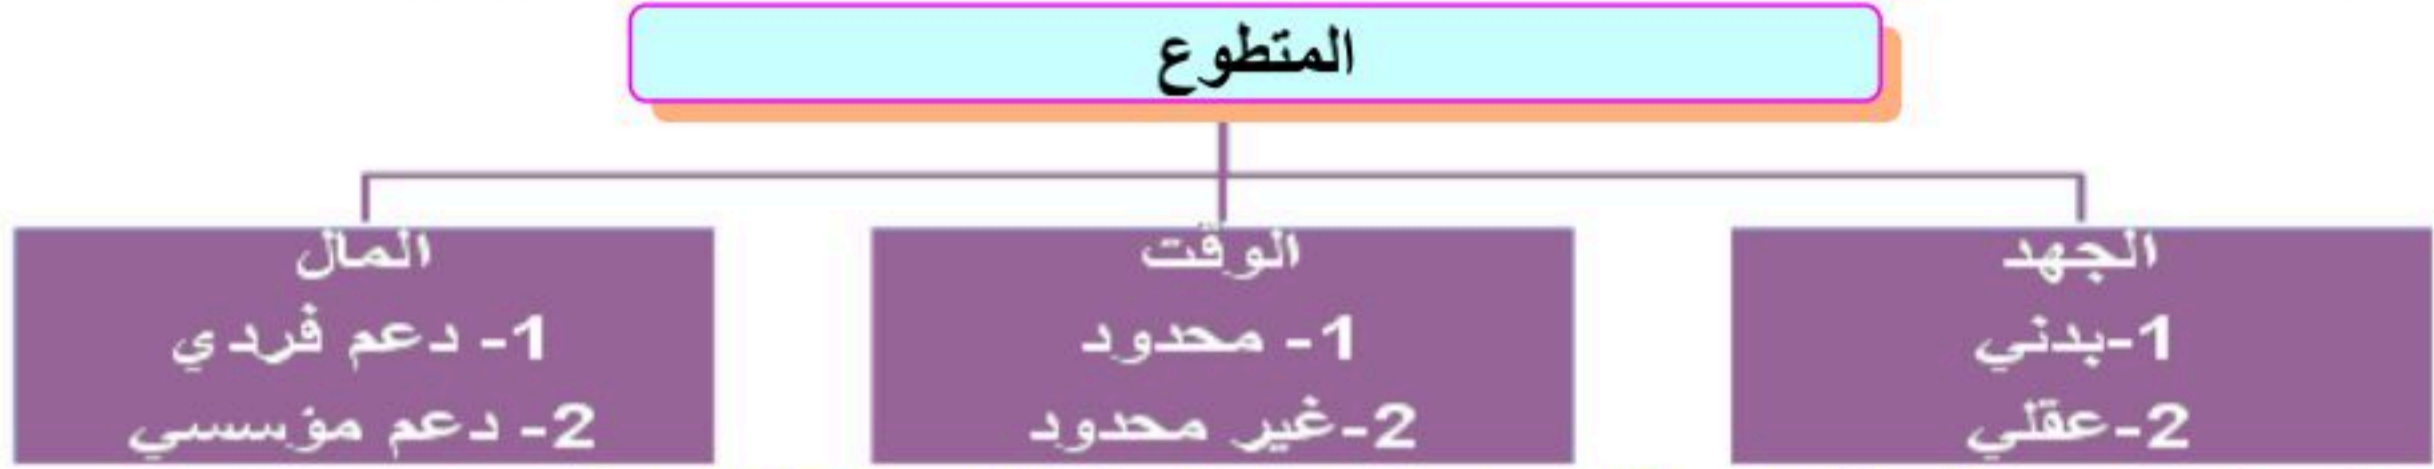 المتطوع
الجهد
1-بدني
2-عقلي
الوقت
1- محدود
2-غير محدود
المال
1- دعم فردي
2- دعم مؤسسي